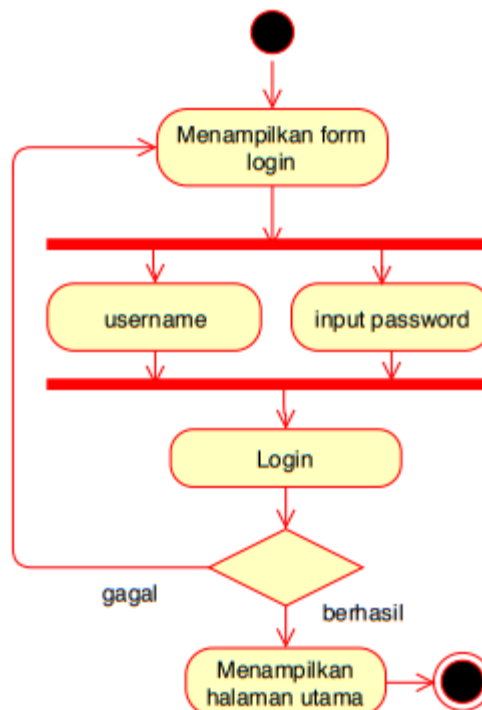 Menampilkan form
login
username
input password
Login
gagal
berhasil
Menampilkan
halaman utama